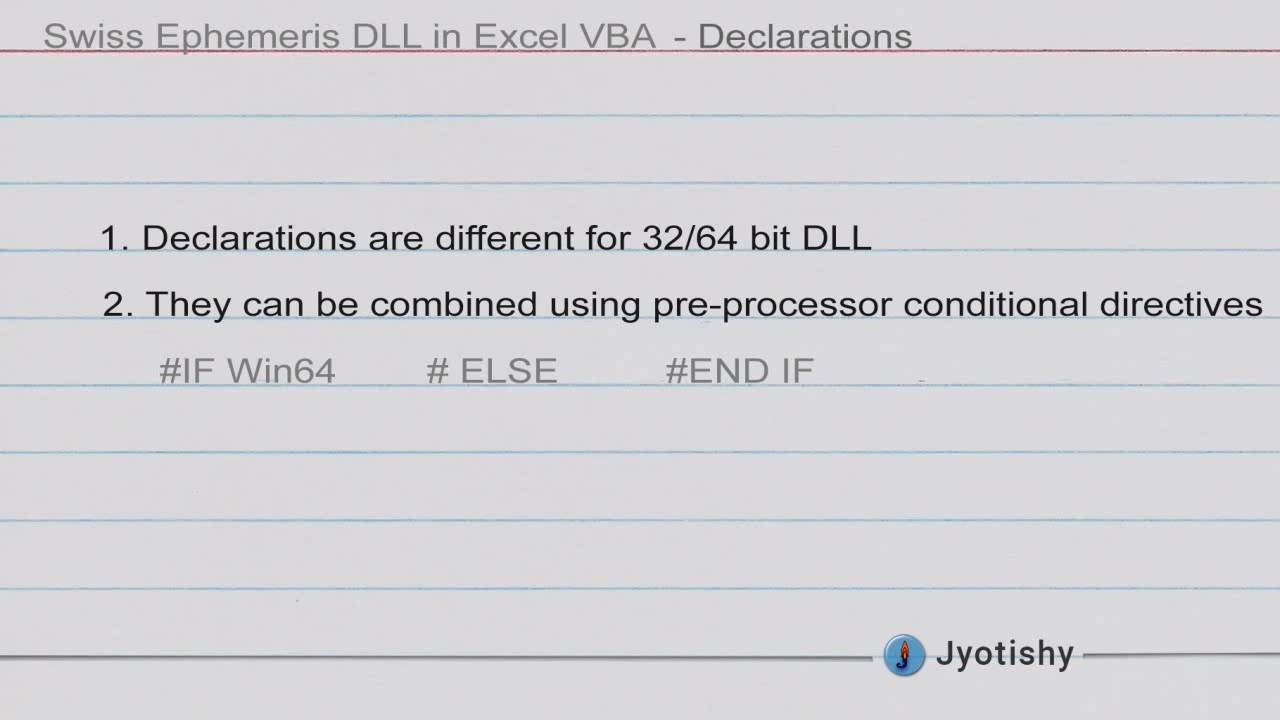 Swiss Ephemeris DLL in Excel VBA - Declarations
1. Declarations are different for 32/64 bit DLL
2. They can be combined using pre-processor conditional directives
#IF Win64 # ELSE #END IF
Jyotishy